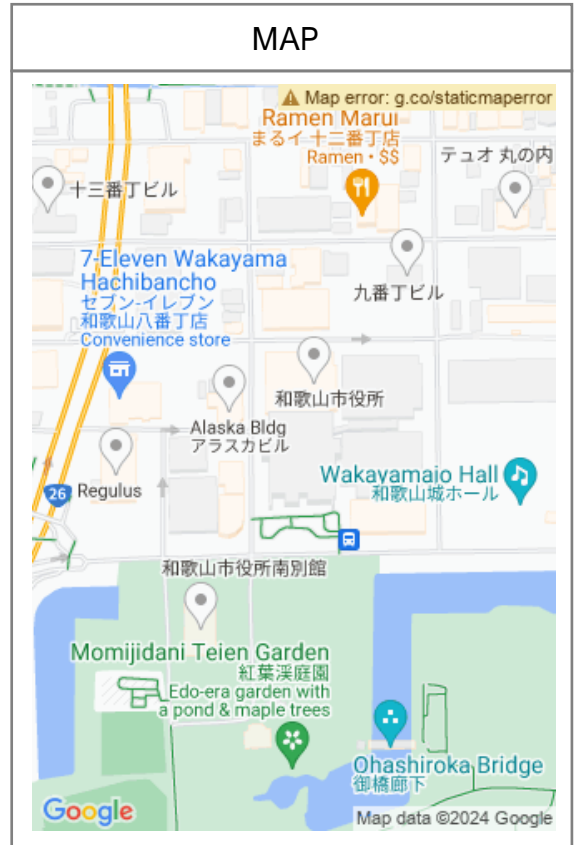 MAP
Map error: g.co/staticmaperror
Ramen Marui
まるイ 十二番丁店
Ramen・$$
テュオ 丸の内
十三番丁ビル
7-Eleven Wakayama
Hachibancho
セブン-イレブン
和歌山八番丁店
Convenience store
九番丁ビル
和歌山市役所
Alaska Bldg
アラスカビル
Regulus
26
Wakayamajo Hall
和歌山城ホール
和歌山市役所南別館
Momijidani Teien Garden
紅葉渓庭園
Edo-era garden with
a pond & maple trees
Ohashiroka Bridge
御橋廊下
Google
Map data ©2024 Google